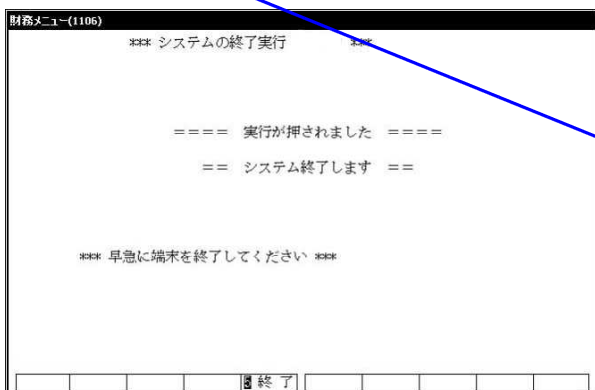 財務メニュー(1106)
*** システムの終了実行 ***
==== 実行が押されました ====
== システム終了します ==
*** 早急に端末を終了してください ***
5 終 了